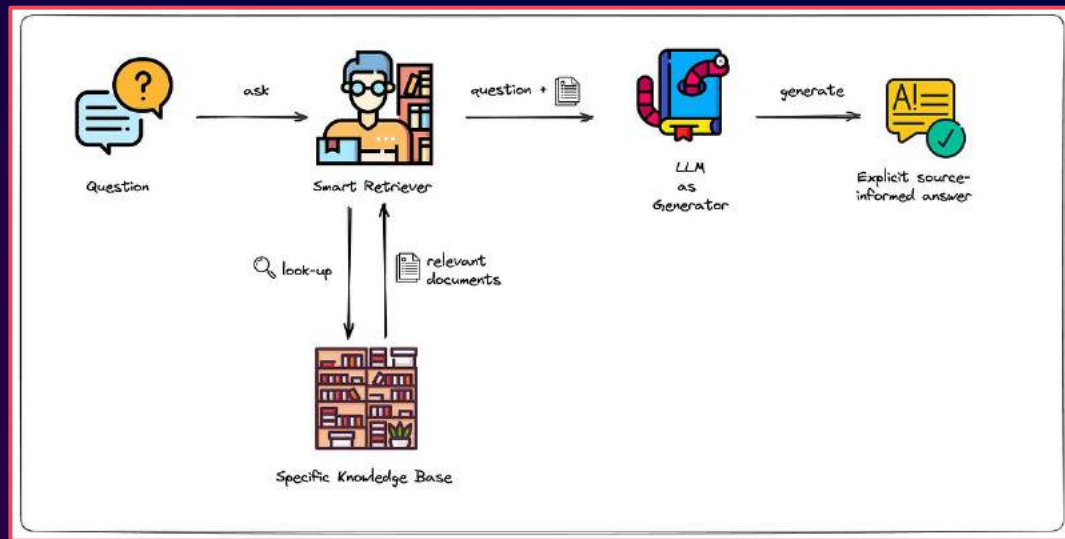 ?
A!
ask
question +
generate
Question
Smart Retriever
LLM
as
Generator
Explicit source-
informed answer
look-up
relevant
documents
Specific Knowledge Base